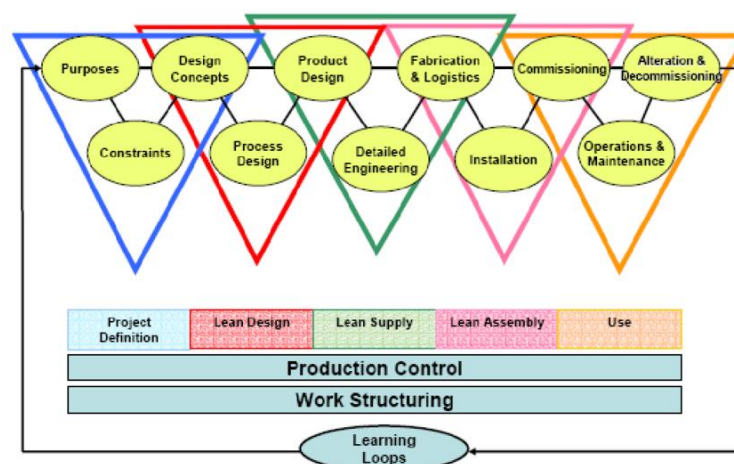 Purposes
Design
Concepts
Product
Design
Fabrication
& Logistics
Commissioning
Alteration &
Decommissioning
Constraints
Process
Design
Detailed
Engineering
Installation
Operations &
Maintenance
Project
Definition
Lean Design
Lean Supply
Lean Assembly
Use
Production Control
Work Structuring
Learning
Loops